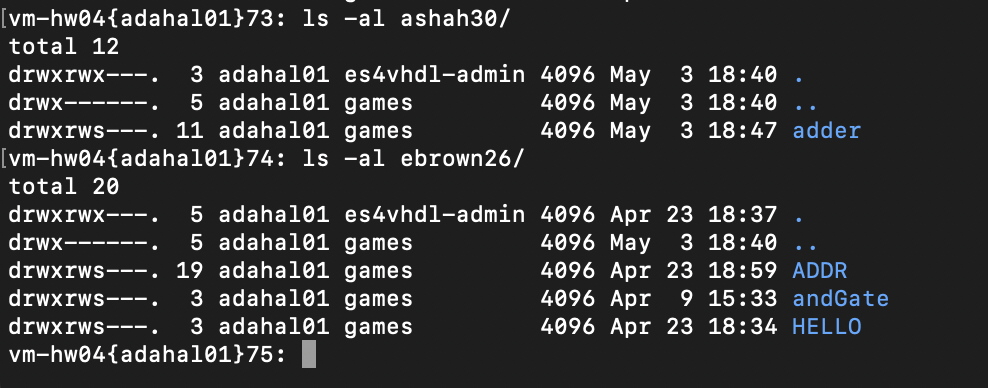 [vm-hw04{adahal01}73: ls -al ashah30/
total 12
drwxrwx---.  3 adahal01 es4vhdl-admin 4096 May  3 18:40 .
drwx------.  5 adahal01 games         4096 May  3 18:40 ..
drwxrws---. 11 adahal01 games         4096 May  3 18:47 adder
[vm-hw04{adahal01}74: ls -al ebrown26/
total 20
drwxrwx---.  5 adahal01 es4vhdl-admin 4096 Apr 23 18:37 .
drwx------.  5 adahal01 games         4096 May  3 18:40 ..
drwxrws---. 19 adahal01 games         4096 Apr 23 18:59 ADDR
drwxrws---.  3 adahal01 games         4096 Apr  9 15:33 andGate
drwxrws---.  3 adahal01 games         4096 Apr 23 18:34 HELLO
vm-hw04{adahal01}75: